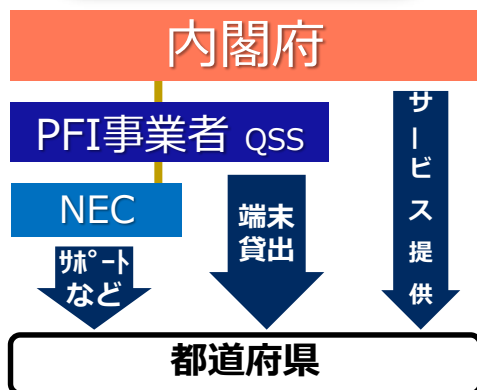 内閣府
PFI事業者 QSS
NEC
ｻﾎﾟｰﾄ
など
端末
貸出
サービス提供
都道府県